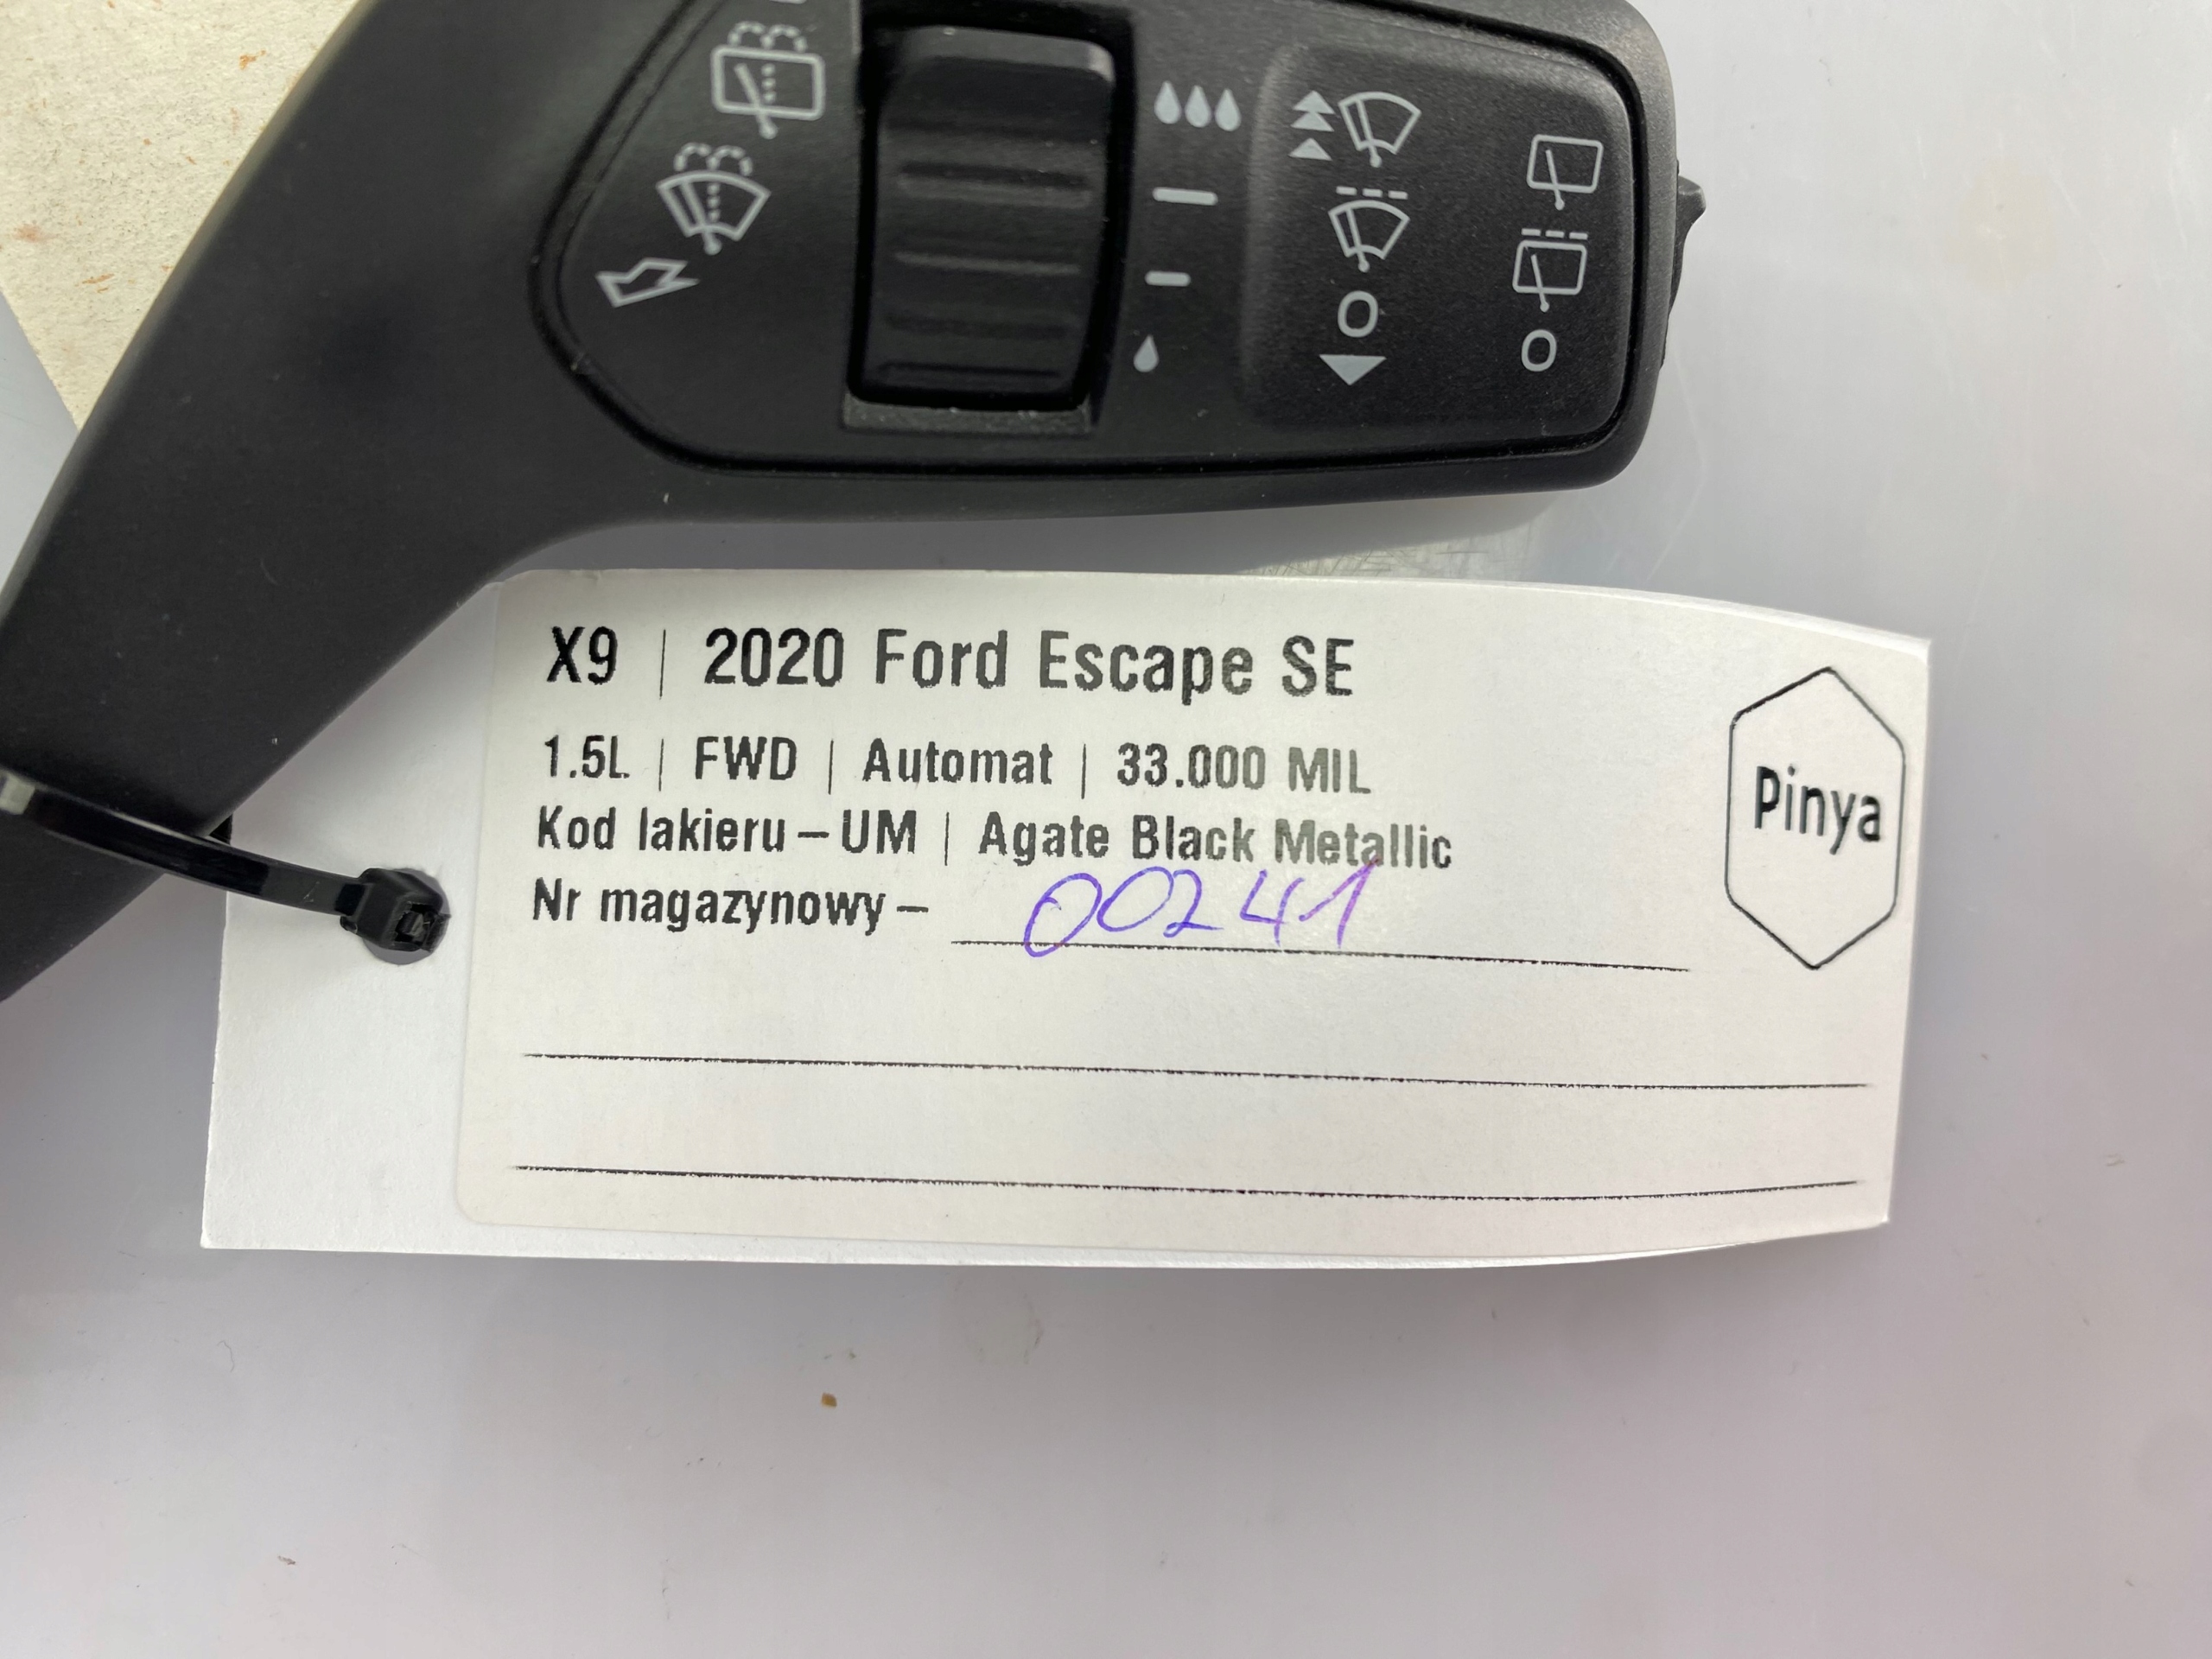 X9 | 2020 Ford Escape SE
1.5L | FWD | Automat | 33.000 MIL
Kod lakieru – UM | Agate Black Metallic
Nr magazynowy – 00241
Pinya